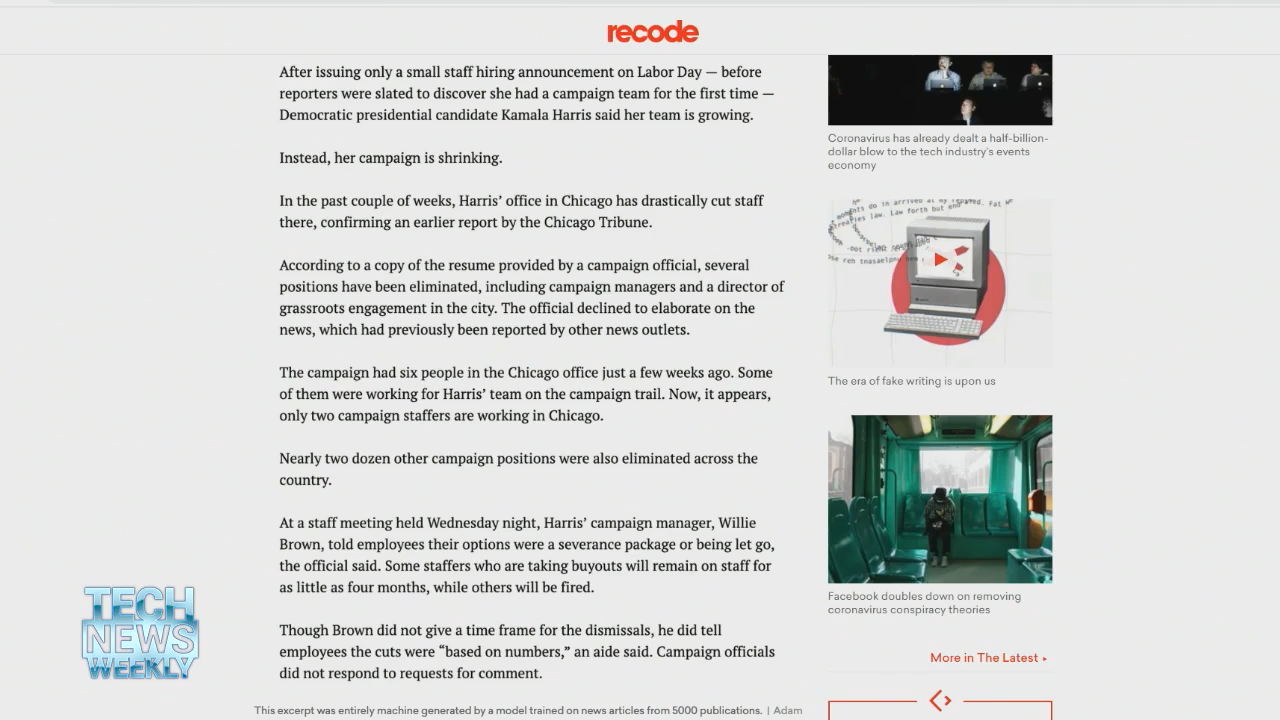 recode
After issuing only a small staff hiring announcement on Labor Day — before
reporters were slated to discover she had a campaign team for the first time —
Democratic presidential candidate Kamala Harris said her team is growing.
Instead, her campaign is shrinking.
In the past couple of weeks, Harris’ office in Chicago has drastically cut staff
there, confirming an earlier report by the Chicago Tribune.
According to a copy of the resume provided by a campaign official, several
positions have been eliminated, including campaign managers and a director of
grassroots engagement in the city. The official declined to elaborate on the
news, which had previously been reported by other news outlets.
The campaign had six people in the Chicago office just a few weeks ago. Some
of them were working for Harris’ team on the campaign trail. Now, it appears,
only two campaign staffers are working in Chicago.
Nearly two dozen other campaign positions were also eliminated across the
country.
At a staff meeting held Wednesday night, Harris’ campaign manager, Willie
Brown, told employees their options were a severance package or being let go,
the official said. Some staffers who are taking buyouts will remain on staff for
as little as four months, while others will be fired.
Though Brown did not give a time frame for the dismissals, he did tell
employees the cuts were “based on numbers,” an aide said. Campaign officials
did not respond to requests for comment.
This excerpt was entirely machine generated by a model trained on news articles from 5000 publications. | Adam
Coronavirus has already dealt a half-billion-
dollar blow to the tech industry’s events
economy
The era of fake writing is upon us
Facebook doubles down on removing
coronavirus conspiracy theories
More in The Latest
TECH
NEWS
WEEKLY